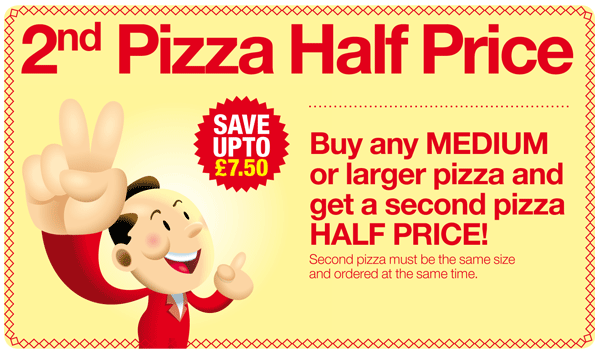 2nd Pizza Half Price
SAVE
UPTO
£7.50
Buy any MEDIUM
or larger pizza and
get a second pizza
HALF PRICE!
Second pizza must be the same size
and ordered at the same time.